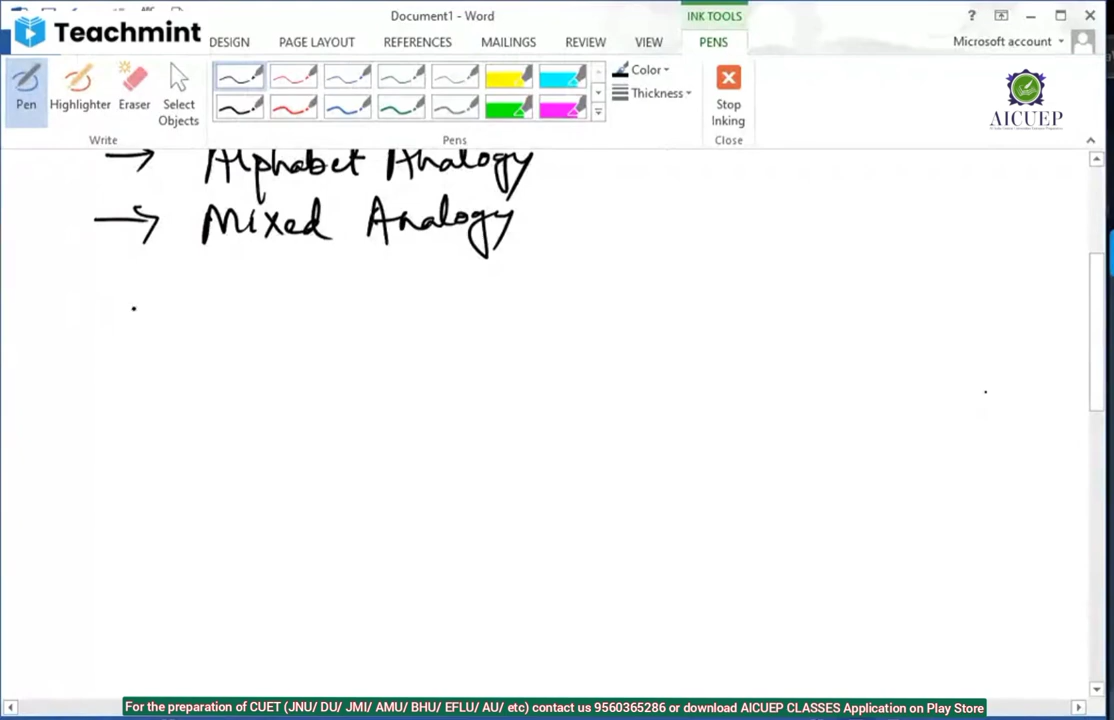 Document1 - Word
INK TOOLS
?
Teachmint
DESIGN
PAGE LAYOUT
REFERENCES
MAILINGS
REVIEW
VIEW
PENS
Microsoft account
Pen
Highlighter
Eraser
Select Objects
Color
Thickness
Stop Inking
AICUEP
Write
Pens
Close
→ Alphabet Analogy
→ Mixed Analogy
For the preparation of CUET (JNU/ DU/ JMI/ AMU/ BHU/ EFLU/ AU/ etc) contact us 9560365286 or download AICUEP CLASSES Application on Play Store